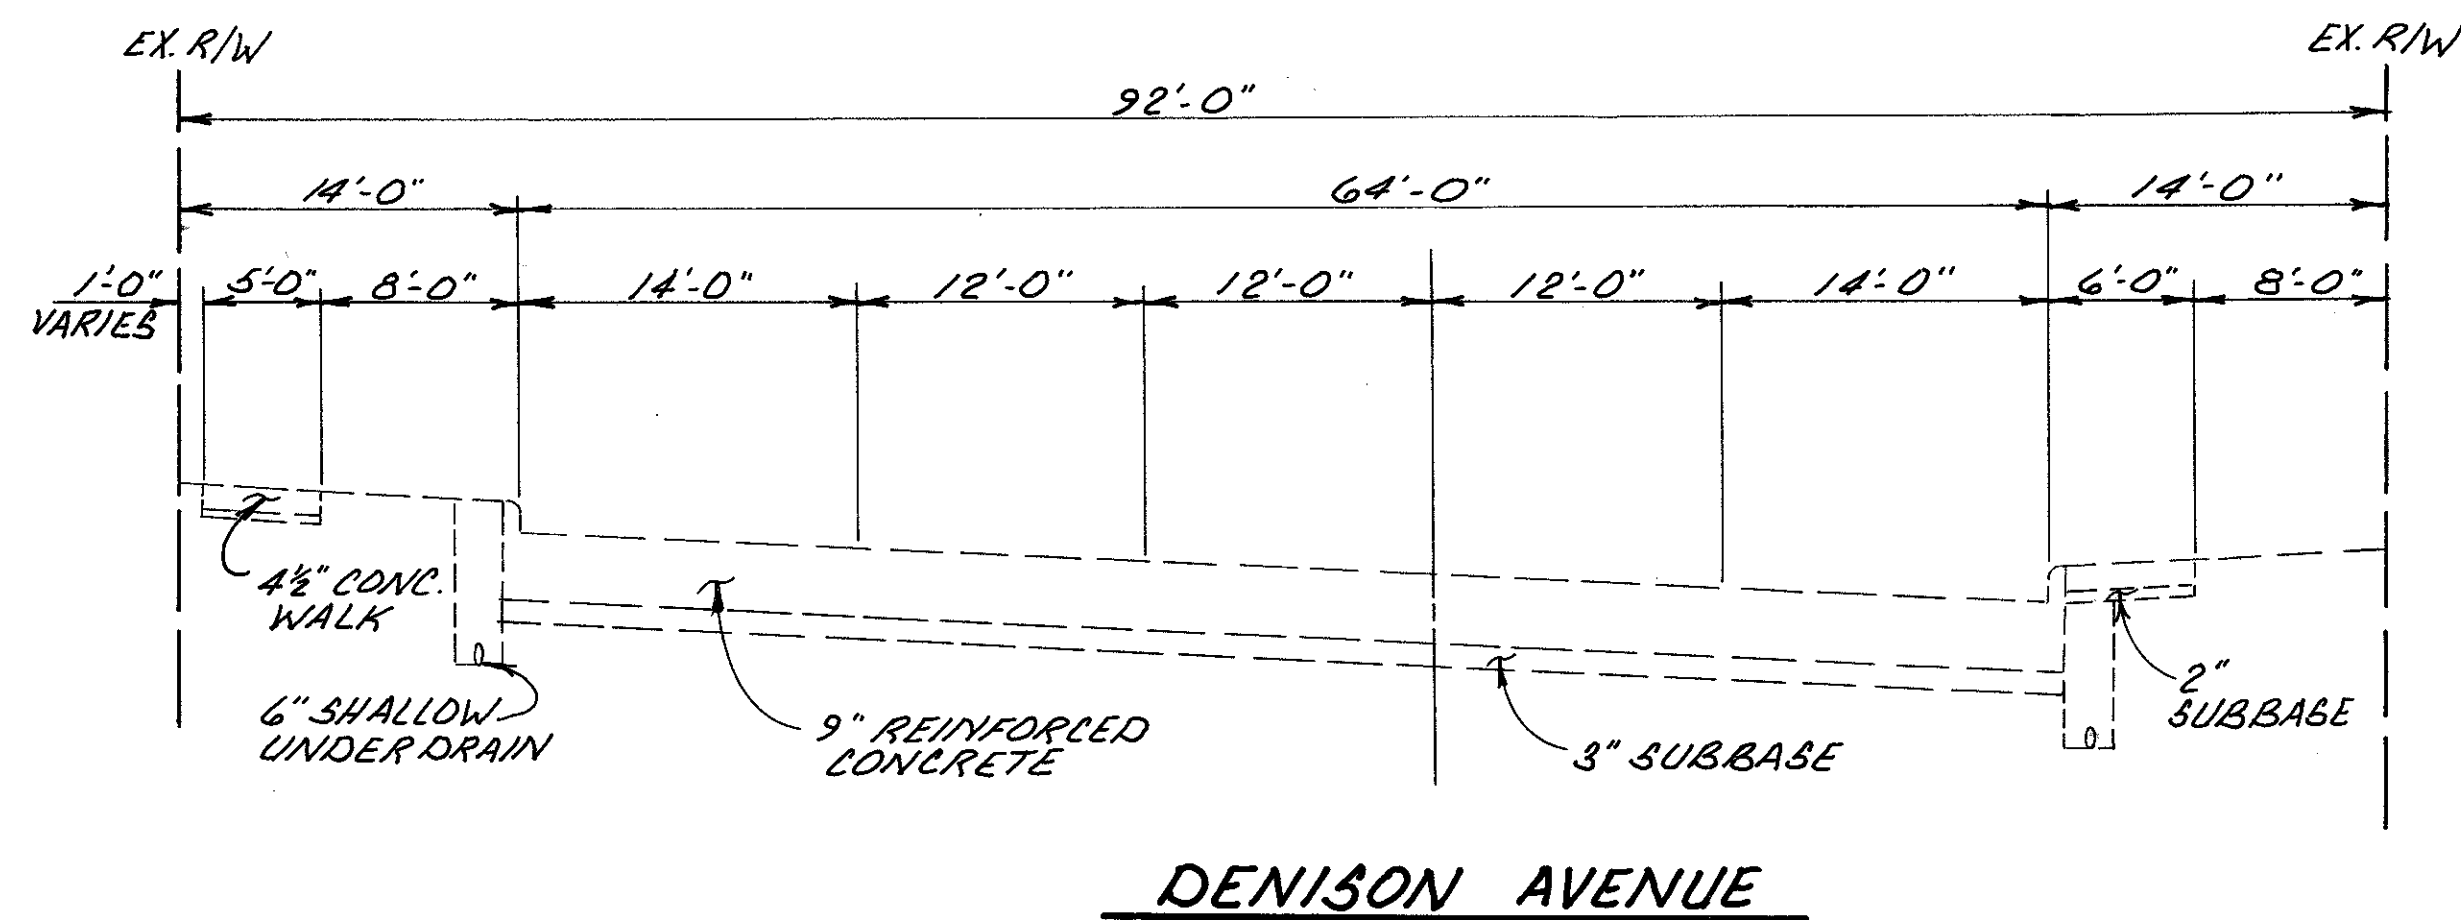 EX. R/W
EX. R/W
92'-0"
14'-0"
64'-0"
14'-0"
1'-0"
5'-0"
8'-0"
14'-0"
12'-0"
12'-0"
12'-0"
14'-0"
6'-0"
8'-0"
VARIES
4½" CONC.
WALK
6" SHALLOW
UNDERDRAIN
9" REINFORCED
CONCRETE
3" SUBBASE
2"
SUBBASE
DENISON AVENUE